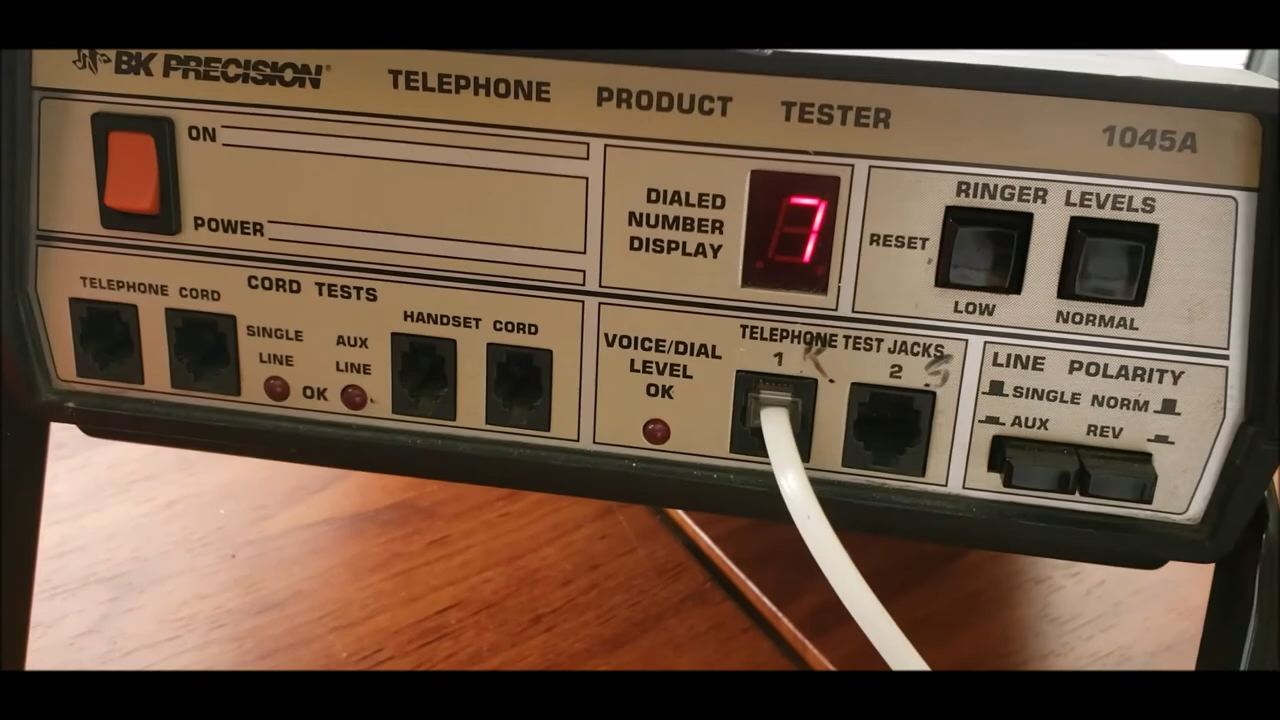 BK PRECISION®
TELEPHONE PRODUCT TESTER
1045A
ON
POWER
DIALED
NUMBER
DISPLAY
7
RINGER LEVELS
RESET
LOW
NORMAL
CORD TESTS
TELEPHONE CORD
SINGLE
LINE
AUX
LINE
OK
HANDSET CORD
VOICE/DIAL
LEVEL
OK
TELEPHONE TEST JACKS
1 K
2 S
LINE POLARITY
SINGLE NORM
AUX REV